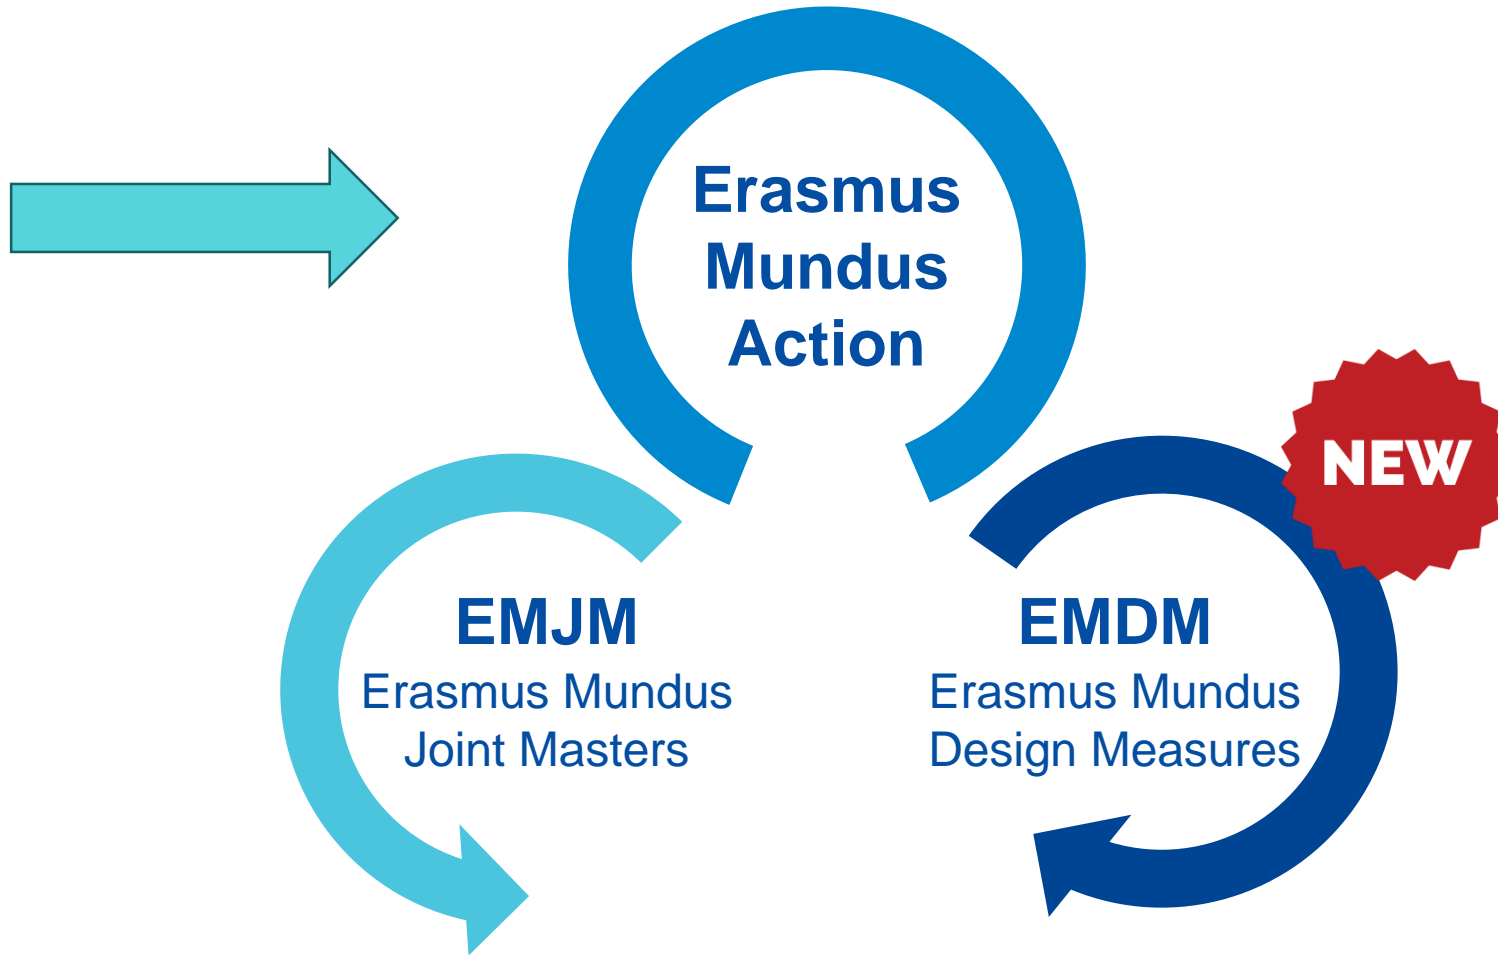 Erasmus
Mundus
Action
NEW
EMJM
Erasmus Mundus
Joint Masters
EMDM
Erasmus Mundus
Design Measures